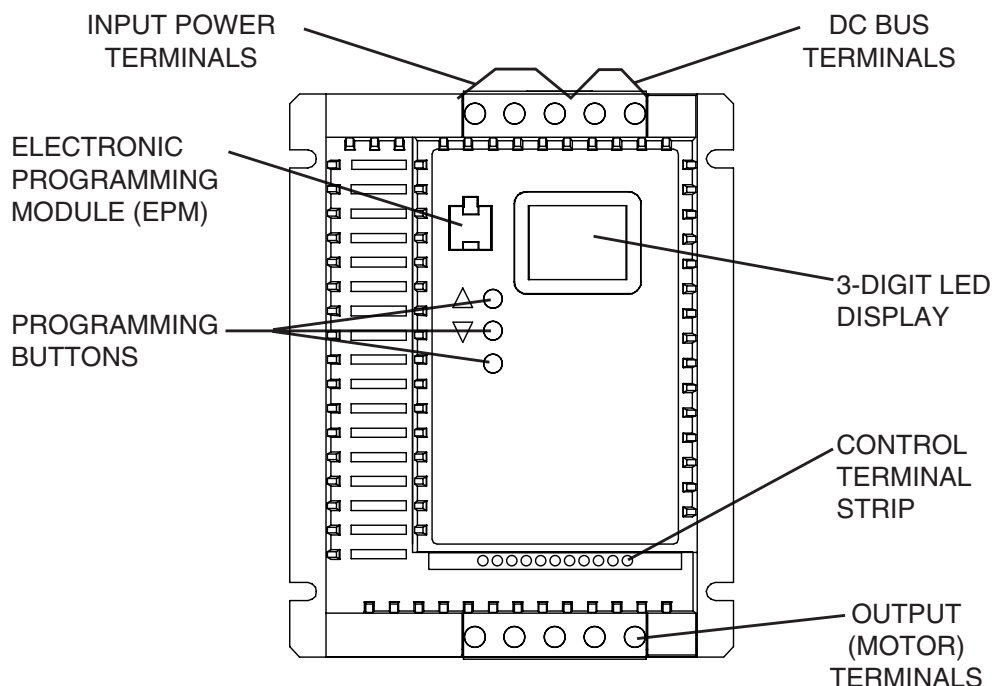 INPUT POWER
TERMINALS
DC BUS
TERMINALS
ELECTRONIC
PROGRAMMING
MODULE (EPM)
3-DIGIT LED
DISPLAY
PROGRAMMING
BUTTONS
CONTROL
TERMINAL
STRIP
OUTPUT
(MOTOR)
TERMINALS